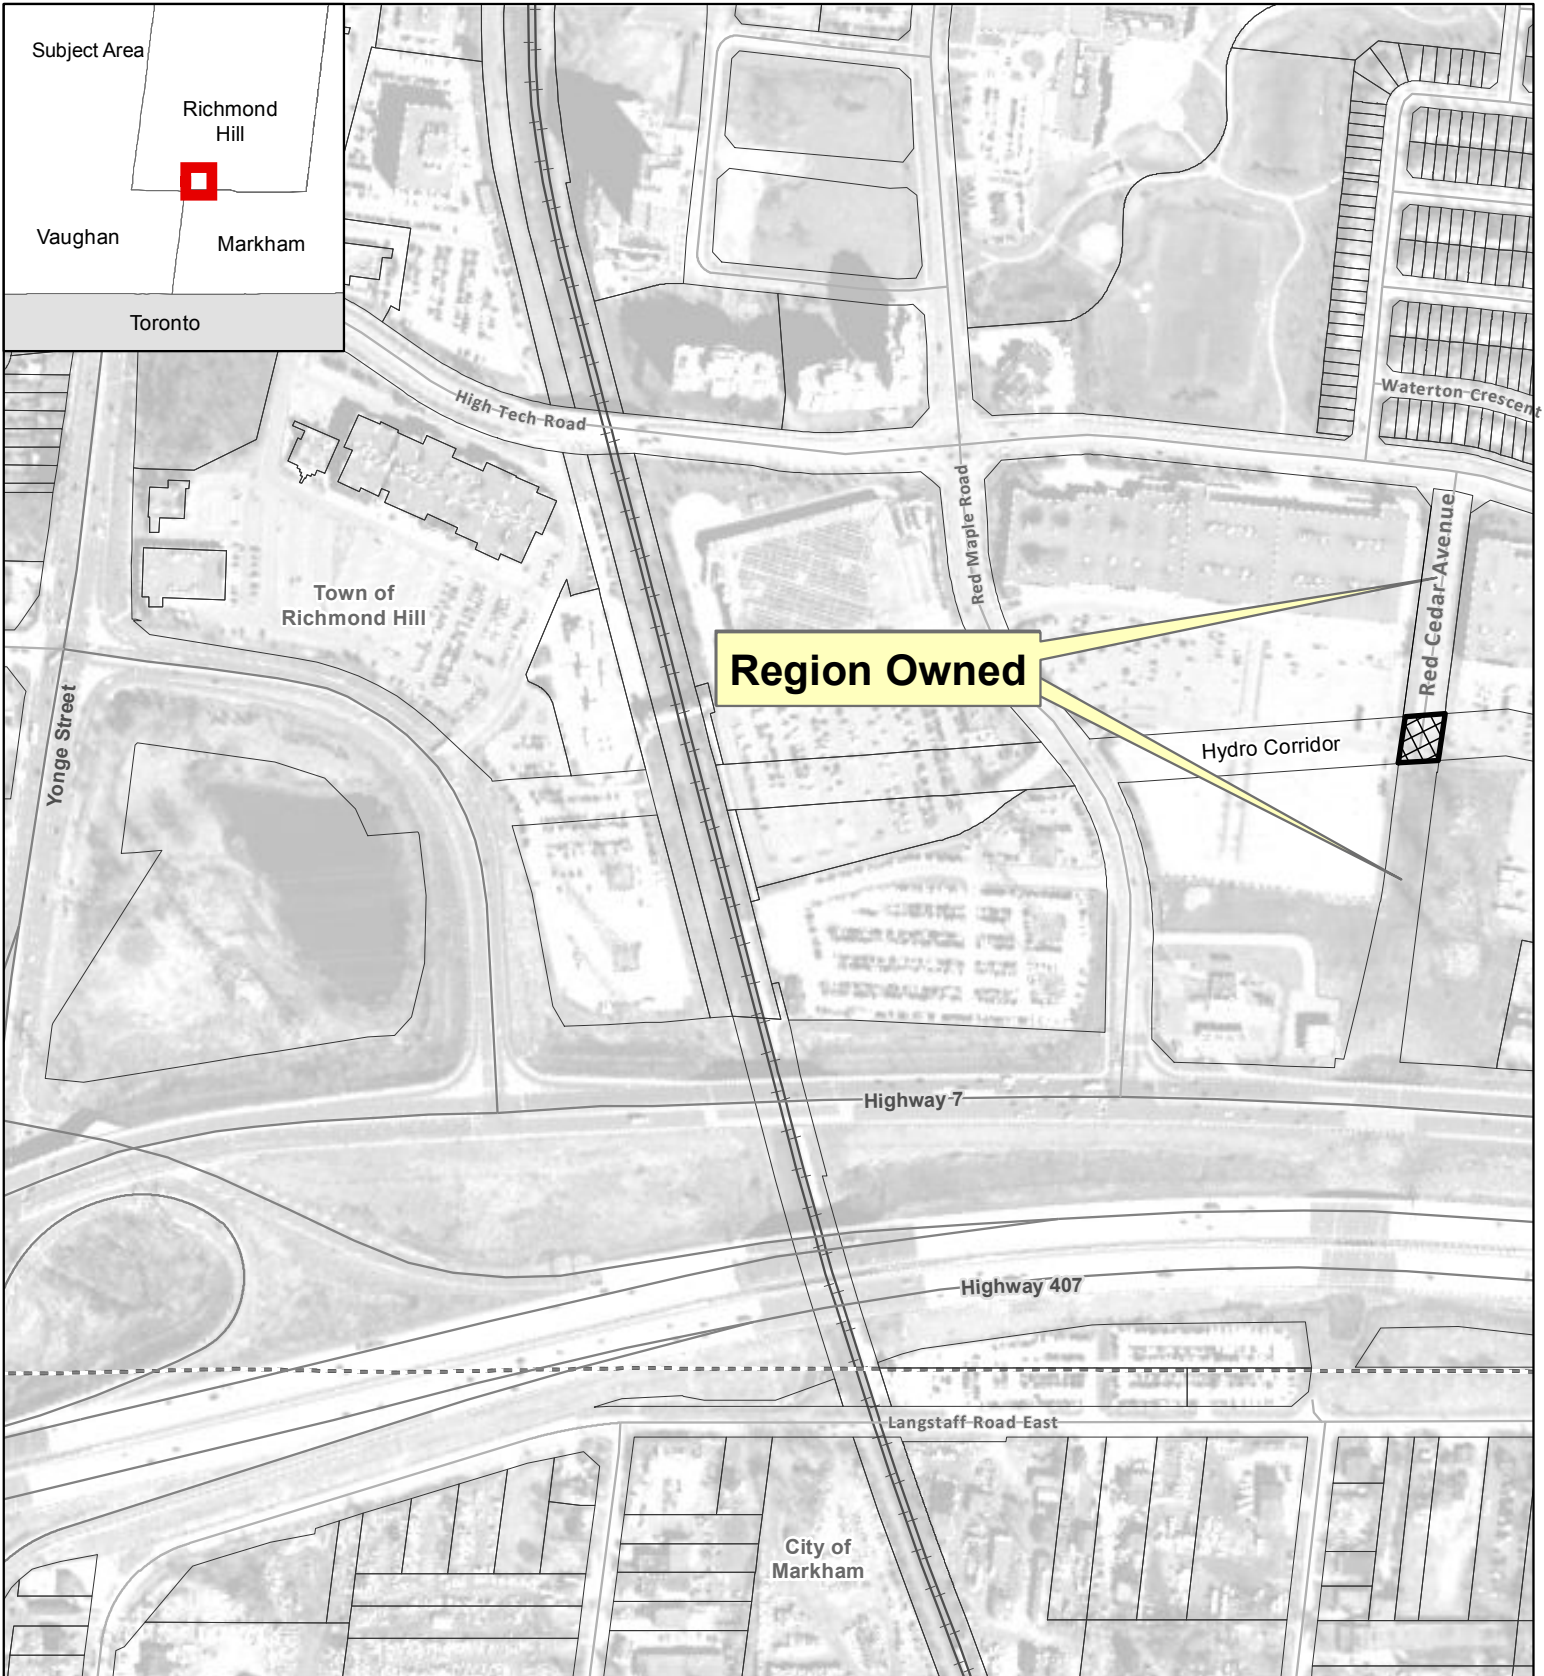 Subject Area
Richmond
Hill
Vaughan
Markham
Toronto
High Tech Road
Waterton Crescent
Red Maple Road
Red Cedar Avenue
Town of
Richmond Hill
Region Owned
Yonge Street
Hydro Corridor
Highway 7
Highway 407
Langstaff Road East
City of
Markham